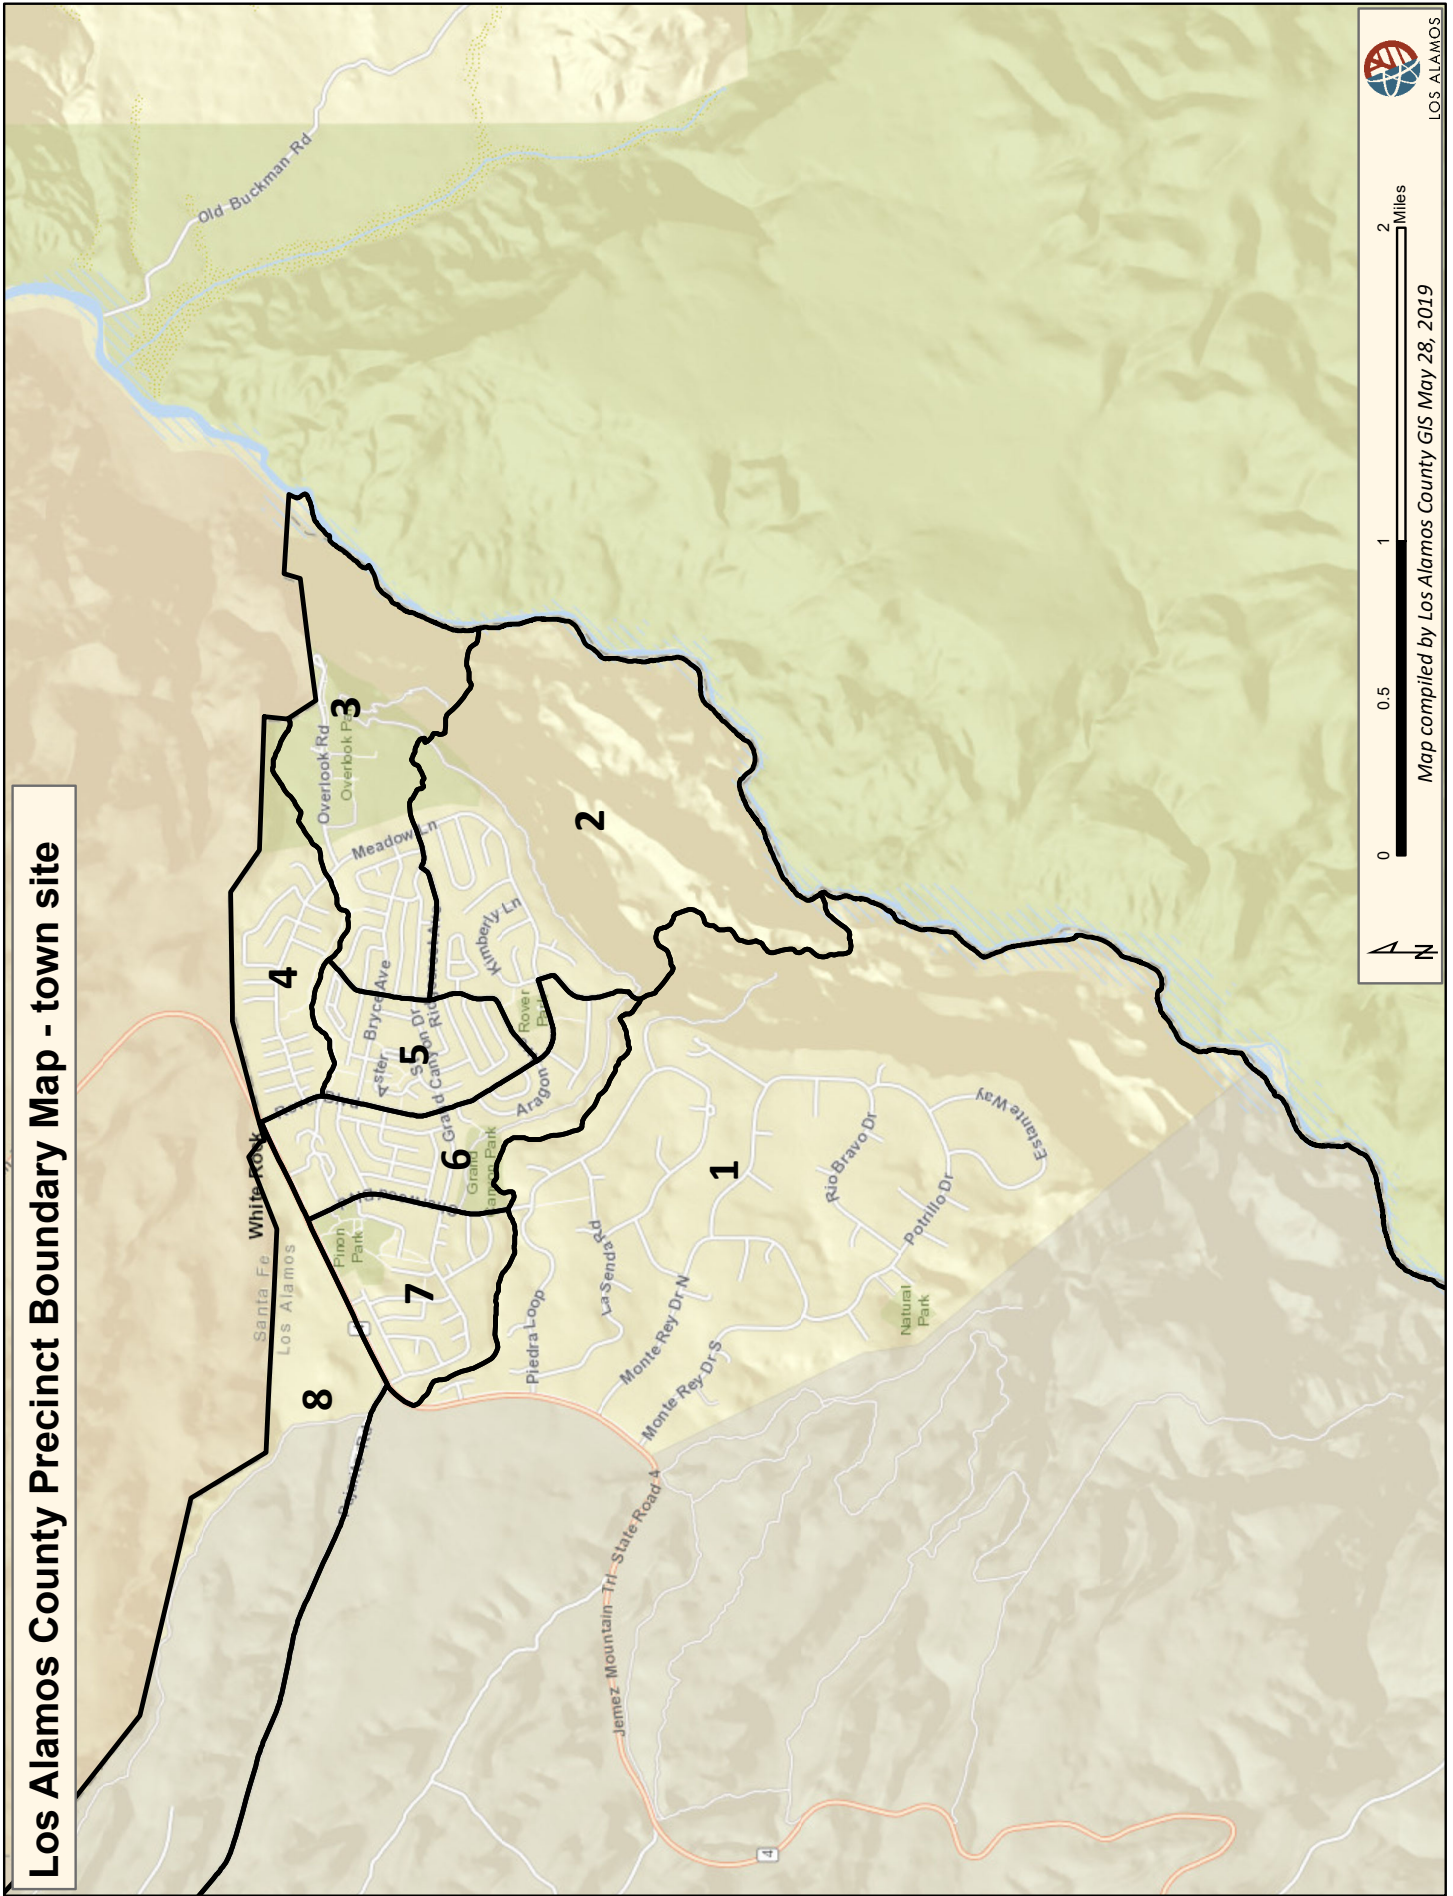 Los Alamos County Precinct Boundary Map - town site
Old Buckman Rd
White Rock
Santa Fe
Los Alamos
8
4
3
Overlook Rd
Meadow Ln
Bryce Ave
5
Kimberly Ln
2
Rover
Park
Aragon
Grand Canyon Dr
6
Grand
Canyon Park
Pinon
Park
7
Piedra Loop
La Senda Rd
1
Monte Rey Dr N
Monte Rey Dr S
Rio Bravo Dr
Potrillo Dr
Estante Way
Natural
Park
Jemez Mountain Trl
State Road 4
4
N
0
0.5
1
2
Miles
Map compiled by Los Alamos County GIS May 28, 2019
LOS ALAMOS